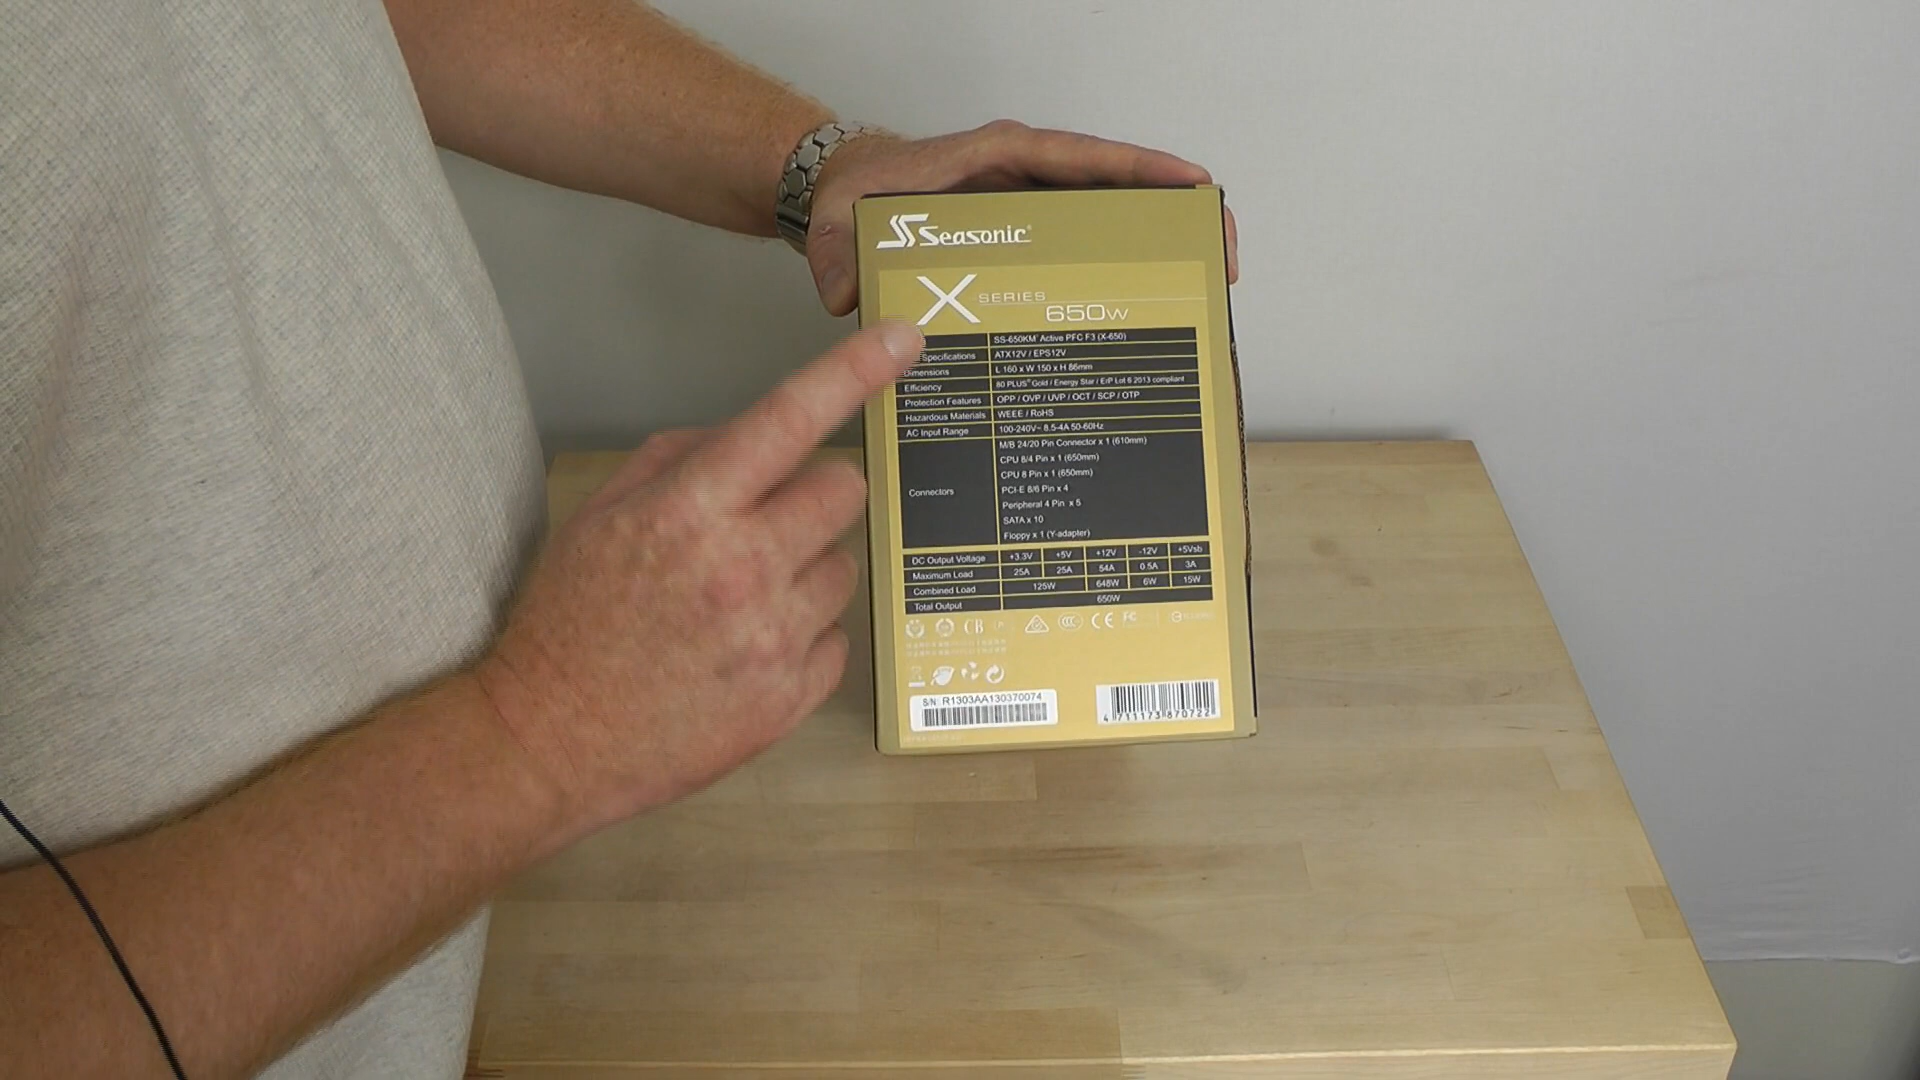 Seasonic
X SERIES
650W
SS-650KM Active PFC F3 (X-650)
Specifications ATX12V / EPS12V
Dimensions L 160 x W 150 x H 86mm
Efficiency 80 PLUS® Gold / Energy Star / ErP Lot 6 2013 compliant
Protection Features OPP / OVP / UVP / OCT / SCP / OTP
Hazardous Materials WEEE / RoHS
AC Input Range 100-240V~ 8.5-4A 50-60Hz
Connectors
M/B 24/20 Pin Connector x 1 (610mm)
CPU 8/4 Pin x 1 (650mm)
CPU 8 Pin x 1 (650mm)
PCI-E 8/6 Pin x 4
Peripheral 4 Pin x 5
SATA x 10
Floppy x 1 (Y-adapter)
DC Output Voltage +3.3V +5V +12V -12V +5Vsb
Maximum Load 25A 25A 54A 0.5A 3A
Combined Load 125W 648W 6W 15W
Total Output 650W
CB CCC CE FC
S/N: R1303AA130370074
4 711173 870722